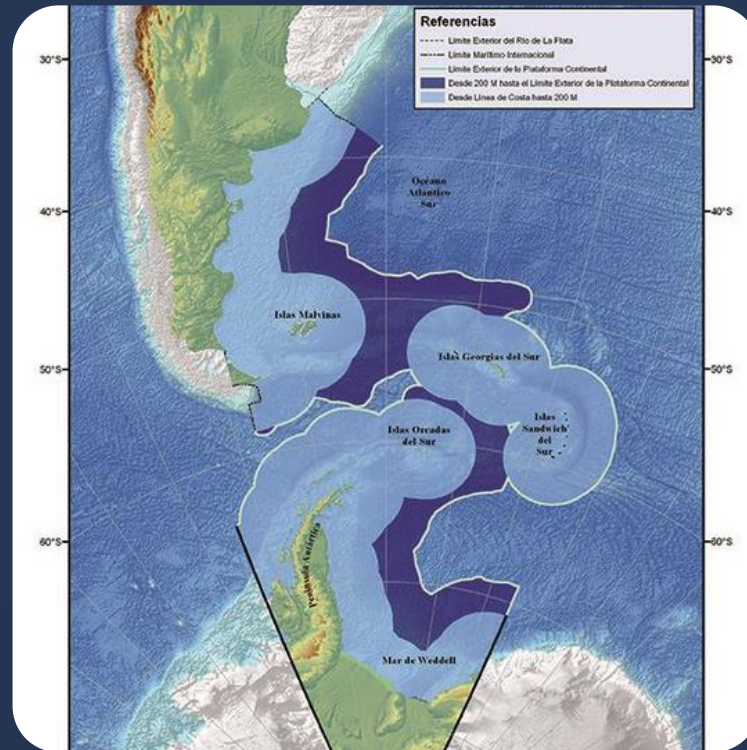 Referencias
Límite Exterior del Río de La Plata
Límite Marítimo Internacional
Límite Exterior de la Plataforma Continental
Desde 200 M hasta el Límite Exterior de la Plataforma Continental
Desde Línea de Costa hasta 200 M
30°S
30°S
Océano
Atlántico
Sur
40°S
40°S
Islas Malvinas
Islas Georgias del Sur
50°S
50°S
Islas
Sandwich
del
Sur
Islas Orcadas
del Sur
60°S
60°S
Península Antártica
Mar de Weddell